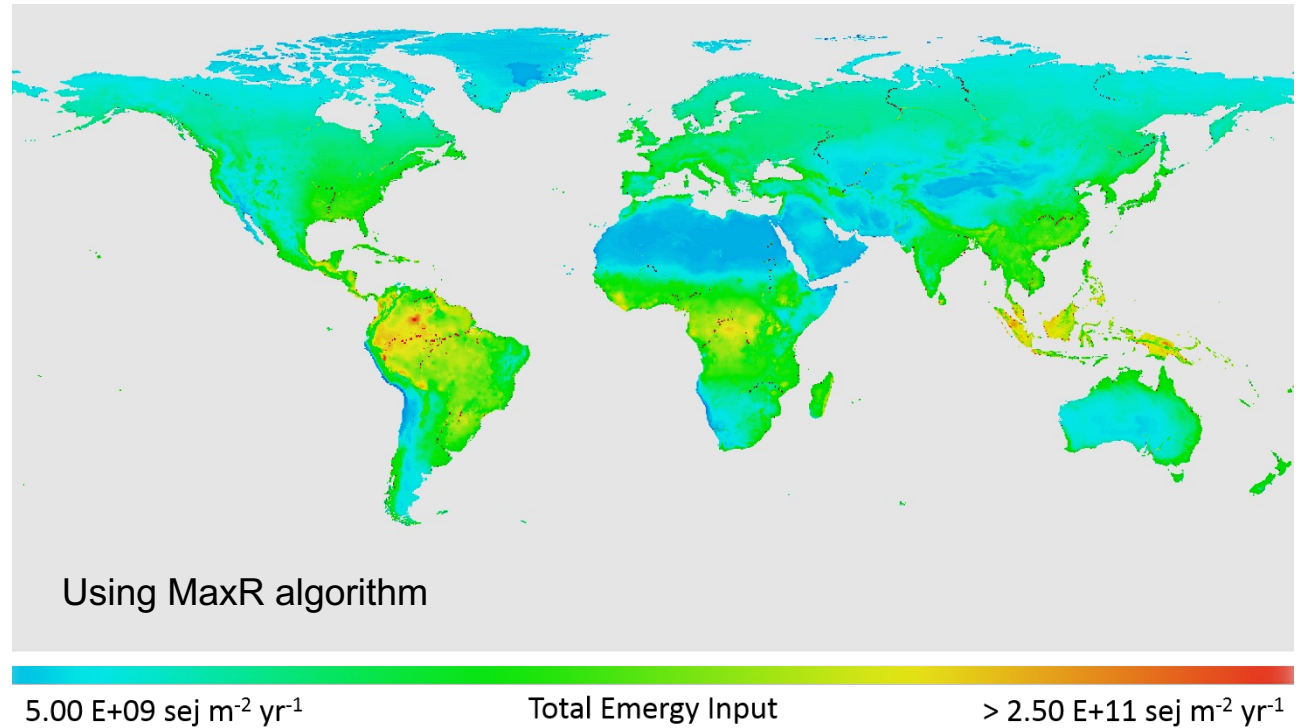 Using MaxR algorithm
5.00 E+09 sej m⁻² yr⁻¹ Total Emergy Input > 2.50 E+11 sej m⁻² yr⁻¹